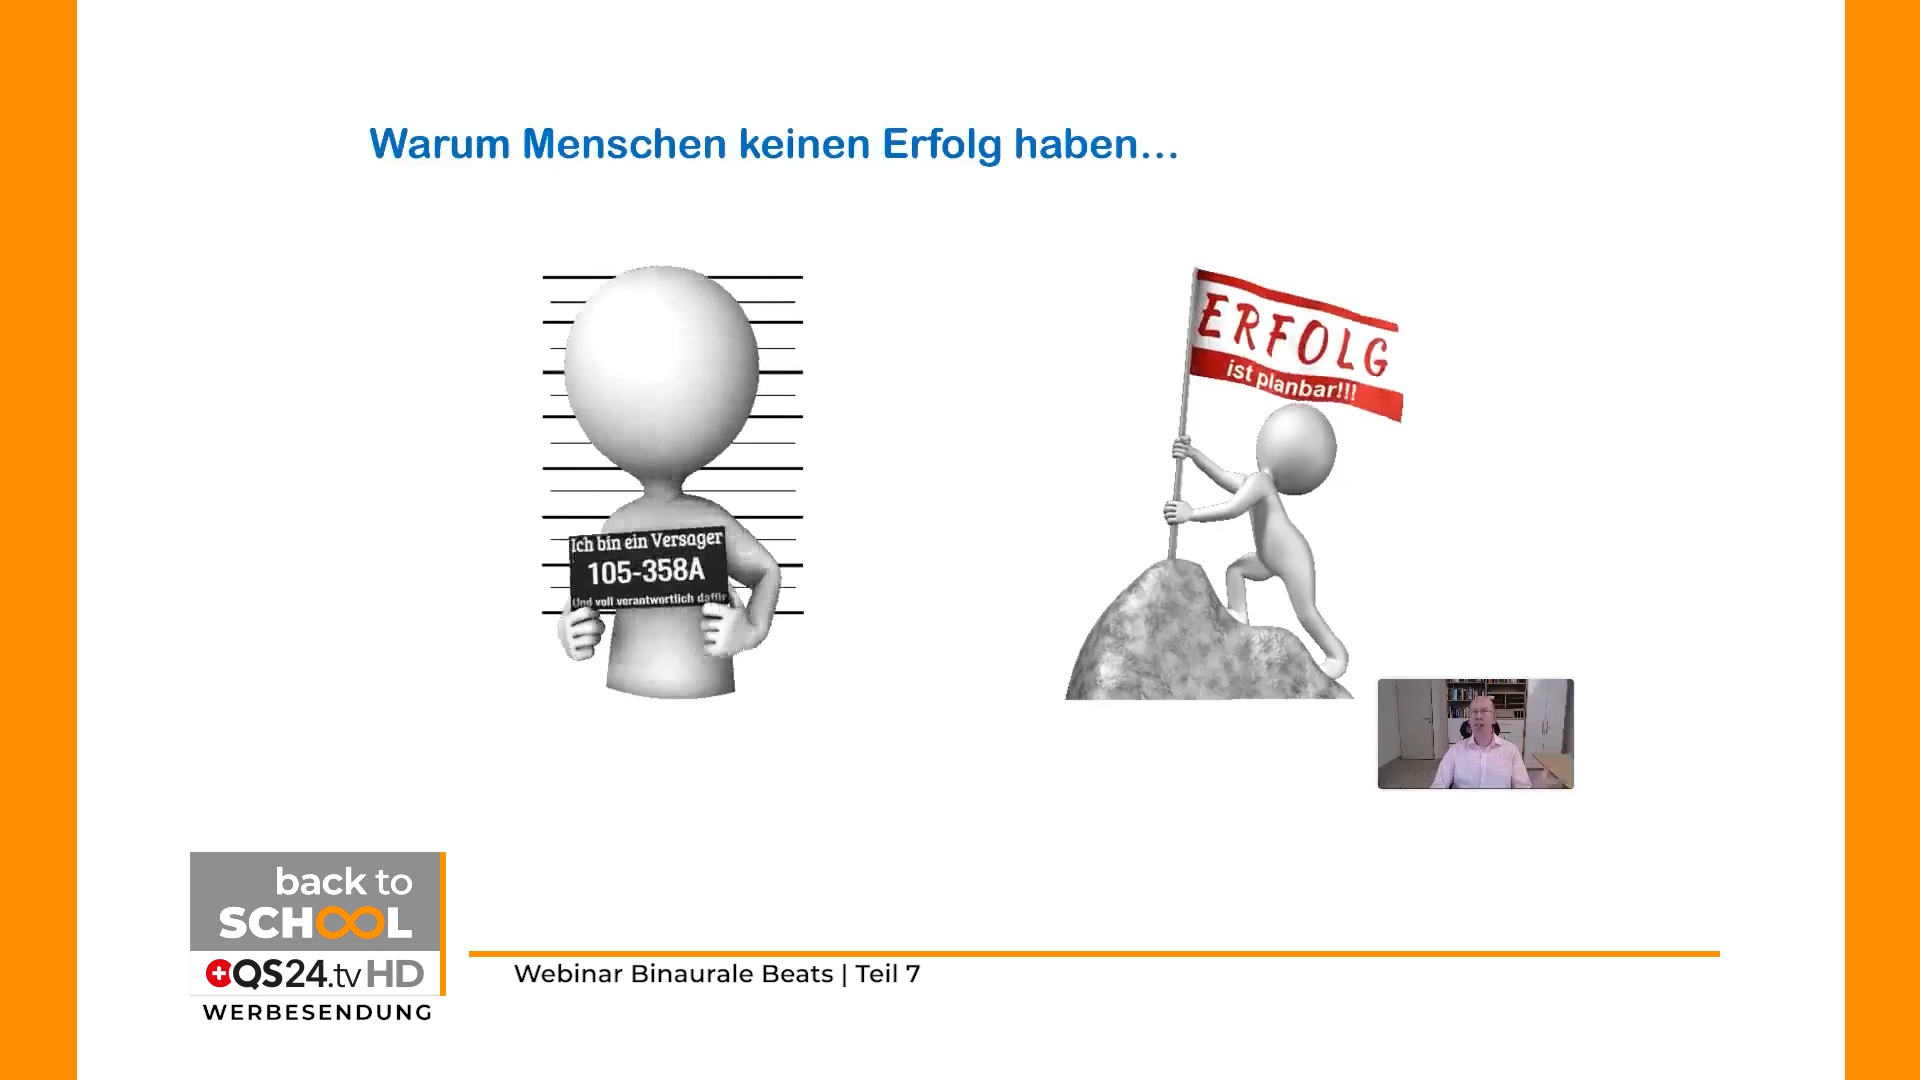 Warum Menschen keinen Erfolg haben...
Ich bin ein Versager
105-358A
Und voll verantwortlich dafür
ERFOLG
ist planbar!!!
back to
SCHOOL
QS24.tv HD
WERBESENDUNG
Webinar Binaurale Beats | Teil 7